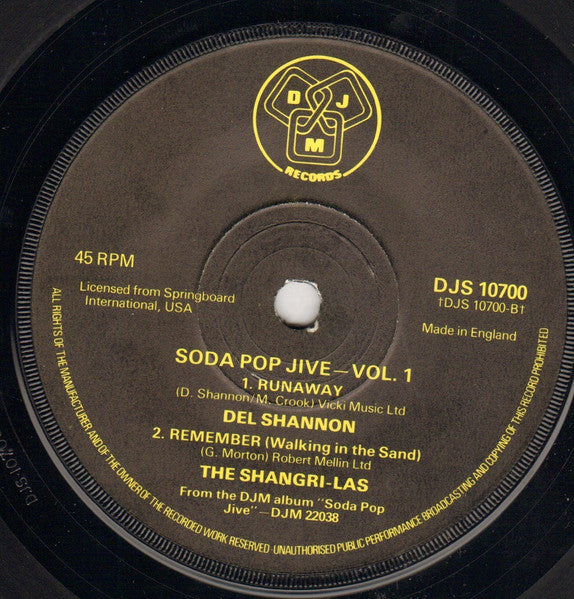 D J
M
RECORDS
45 RPM
Licensed from Springboard
International, USA
DJS 10700
†DJS 10700-B†
Made in England
SODA POP JIVE—VOL. 1
1. RUNAWAY
(D. Shannon/M. Crook) Vicki Music Ltd
DEL SHANNON
2. REMEMBER (Walking in the Sand)
(G. Morton) Robert Mellin Ltd
THE SHANGRI-LAS
From the DJM album "Soda Pop
Jive"—DJM 22038
ALL RIGHTS OF THE MANUFACTURER AND OF THE OWNER OF THE RECORDED WORK RESERVED·UNAUTHORISED PUBLIC PERFORMANCE BROADCASTING AND COPYING OF THIS RECORD PROHIBITED